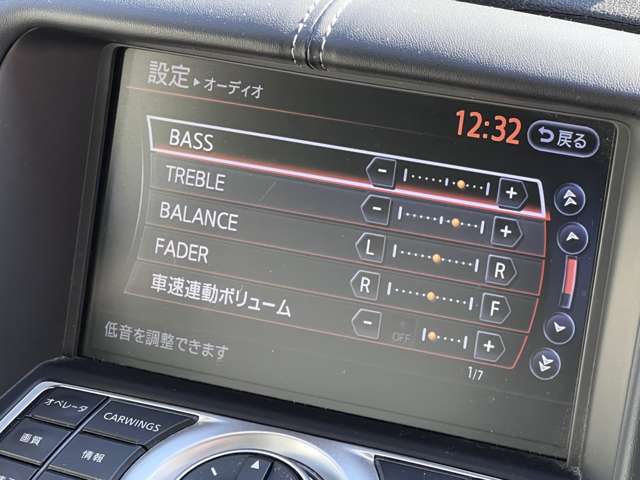 設定▶オーディオ
12:32
戻る
BASS - +
TREBLE - +
BALANCE L R
FADER R F
車速連動ボリューム - OFF +
低音を調整できます
1/7
オペレータ
CARWINGS
画質
情報